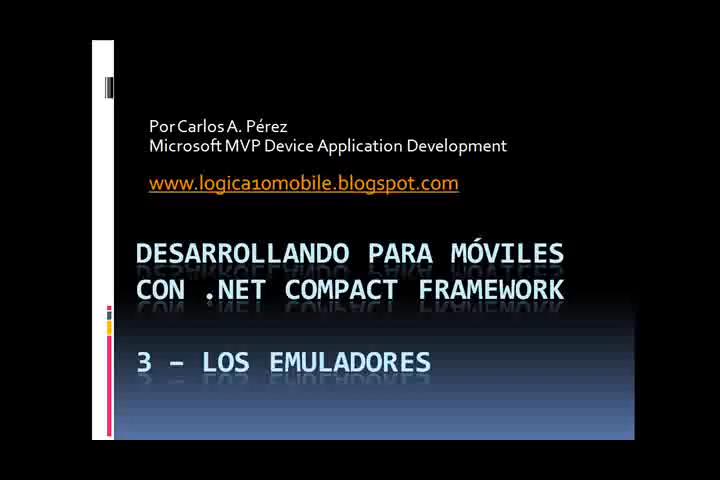 Por Carlos A. Pérez
Microsoft MVP Device Application Development
www.logica10mobile.blogspot.com
DESARROLLANDO PARA MÓVILES
CON .NET COMPACT FRAMEWORK
3 – LOS EMULADORES